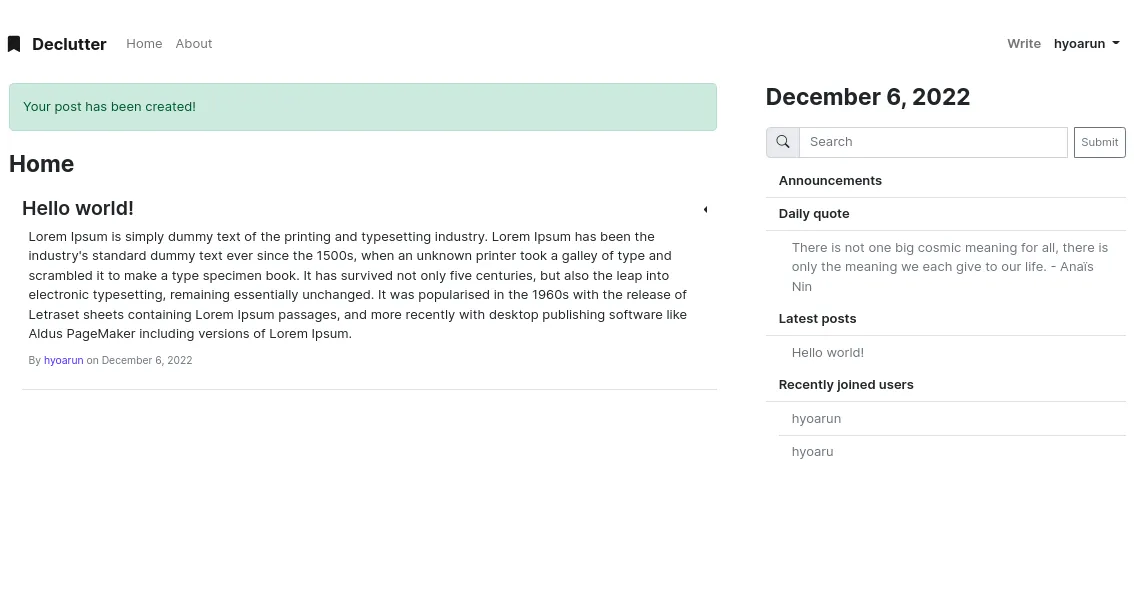 Declutter Home About Write hyoarun
Your post has been created!
Home
Hello world!
Lorem Ipsum is simply dummy text of the printing and typesetting industry. Lorem Ipsum has been the
industry's standard dummy text ever since the 1500s, when an unknown printer took a galley of type and
scrambled it to make a type specimen book. It has survived not only five centuries, but also the leap into
electronic typesetting, remaining essentially unchanged. It was popularised in the 1960s with the release of
Letraset sheets containing Lorem Ipsum passages, and more recently with desktop publishing software like
Aldus PageMaker including versions of Lorem Ipsum.
By hyoarun on December 6, 2022
December 6, 2022
Search Submit
Announcements
Daily quote
There is not one big cosmic meaning for all, there is
only the meaning we each give to our life. - Anaïs
Nin
Latest posts
Hello world!
Recently joined users
hyoarun
hyoaru